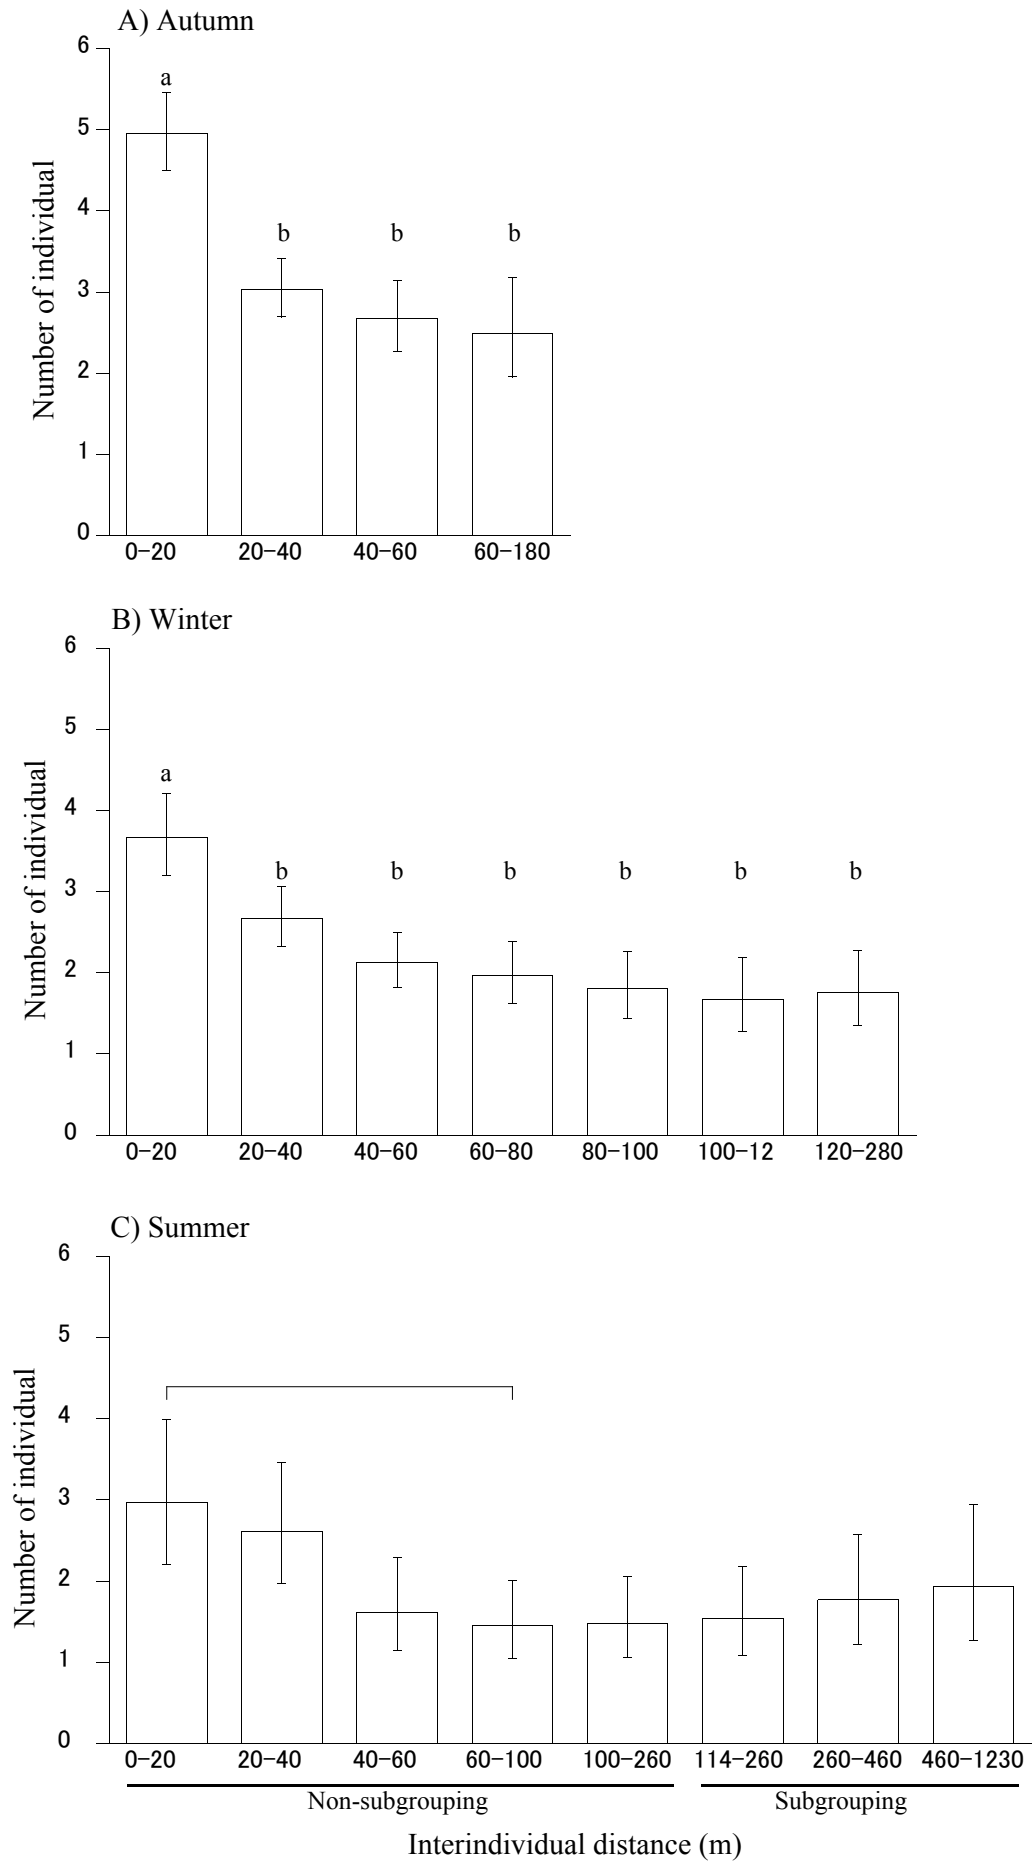 A) Autumn
6
5
4
3
2
1
0
Number of individual
a
b b b
0-20 20-40 40-60 60-180
B) Winter
6
5
4
3
2
1
0
Number of individual
a
b b b b b b
0-20 20-40 40-60 60-80 80-100 100-12 120-280
C) Summer
6
5
4
3
2
1
0
Number of individual
0-20 20-40 40-60 60-100 100-260 114-260 260-460 460-1230
Non-subgrouping Subgrouping
Interindividual distance (m)